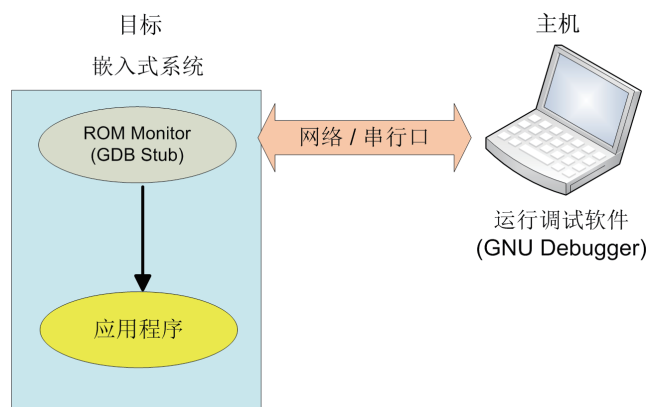 目标
嵌入式系统
ROM Monitor
(GDB Stub)
应用程序
网络 / 串行口
主机
运行调试软件
(GNU Debugger)